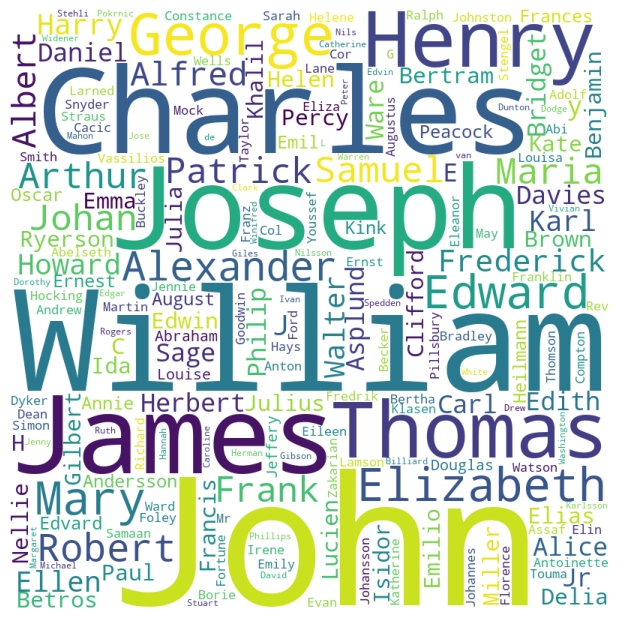 Stehli
Pokrnic
Constance
Sarah
Helene
Ralph
Johnston
Frances
Widener
Harry
George
Henry
Nils
Catherine
Wells
Lane
Cor
G
Stengel
Daniel
Alfred
Helen
Khalil
Edvin
Adolf
Bridget
Albert
Larned
Snyder
Straus
Cacic
Mock
Charles
Eliza
Percy
Bertram
Ware
y
Dodge
Benjamin
Smith
Mahon
Jose
de
Taylor
Emil
Peter
L
Augustus
Peacock
Dunton
Abi
Kate
Arthur
Vassilios
Patrick
Samuel
Warren
van
E
Maria
Louisa
Oscar
Emma
Buckley
Julia
Clark
Joseph
Davies
Vivian
Johan
Franz
Winifred
Col
Youssef
Kink
Eleanor
May
Karl
Ryerson
Abelseth
Giles
Nilsson
Ernst
Brown
Howard
Dorothy
Alexander
Frederick
Hocking
Ernest
Edgar
Jennie
Walter
Asplund
Clifford
Edward
Franklin
Rev
Andrew
Martin
August
Goodwin
Ivan
Spedden
Rogers
Edwin
J
Ford
Philip
Abraham
Hays
Becker
Pillsbury
Bradley
Heilmann
Thomson
Compton
C
Sage
Ida
Louise
Anton
White
William
Dyker
Annie
Herbert
Julius
Fredrik
Bertha
Carl
Drew
Edith
Dean
Simon
H
Gilbert
Ruth
Jenny
Richard
Hannah
Caroline
Herman
Jeffery
Eileen
Gibson
Klasen
James
Thomas
Washington
Lamson
Billiard
Douglas
Watson
Andersson
Frank
Zakarian
Elizabeth
Karlsson
Nellie
Mary
Edvard
Ward
Foley
Francis
Mr
Fortune
Phillips
Lucien
Elias
Samaan
Margaret
Michael
Robert
Irene
Emily
David
Johansson
Isidor
Katherine
Emilio
Johannes
Miller
Florence
Assaf
Elin
Alice
Antoinette
Ellen
Paul
Borie
Evan
Jr
Touma
Betros
Stuart
John
Delia